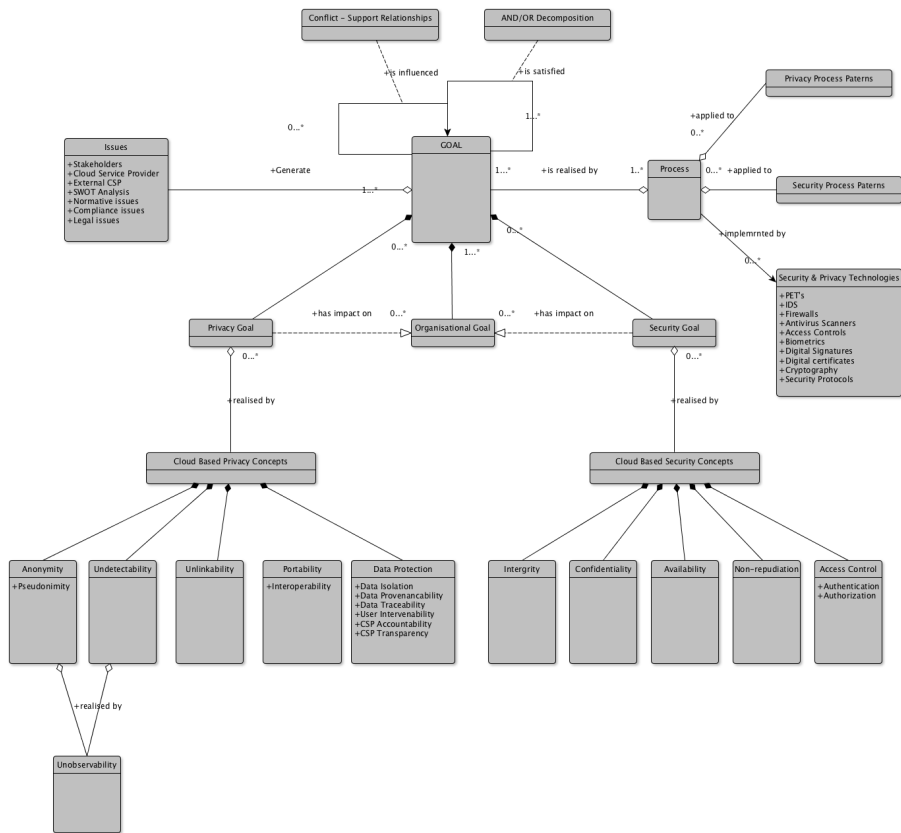 Conflict - Support Relationships
AND/OR Decomposition
+is influenced
+is satisfied
Privacy Process Paterns
0...*
1...*
+applied to
0..*
Issues
+Stakeholders
+Cloud Service Provider
+External CSP
+SWOT Analysis
+Normative issues
+Compliance issues
+Legal issues
+Generate
1...*
GOAL
1...*
+is realised by
1..*
Process
0...*
+applied to
Security Process Paterns
+implemrnted by
0...*
Security & Privacy Technologies
+PET's
+IDS
+Firewalls
+Antivirus Scanners
+Access Controls
+Biometrics
+Digital Signatures
+Digital certificates
+Cryptography
+Security Protocols
0...*
1...*
0...*
Privacy Goal
+has impact on
0...*
Organisational Goal
0...*
+has impact on
Security Goal
0...*
0...*
+realised by
+realised by
Cloud Based Privacy Concepts
Cloud Based Security Concepts
Anonymity
+Pseudonimity
Undetectability
Unlinkability
Portability
+Interoperability
Data Protection
+Data Isolation
+Data Provenancability
+Data Traceability
+User Intervenability
+CSP Accountability
+CSP Transparency
Intergrity
Confidentiality
Availability
Non-repudiation
Access Control
+Authentication
+Authorization
+realised by
Unobservability